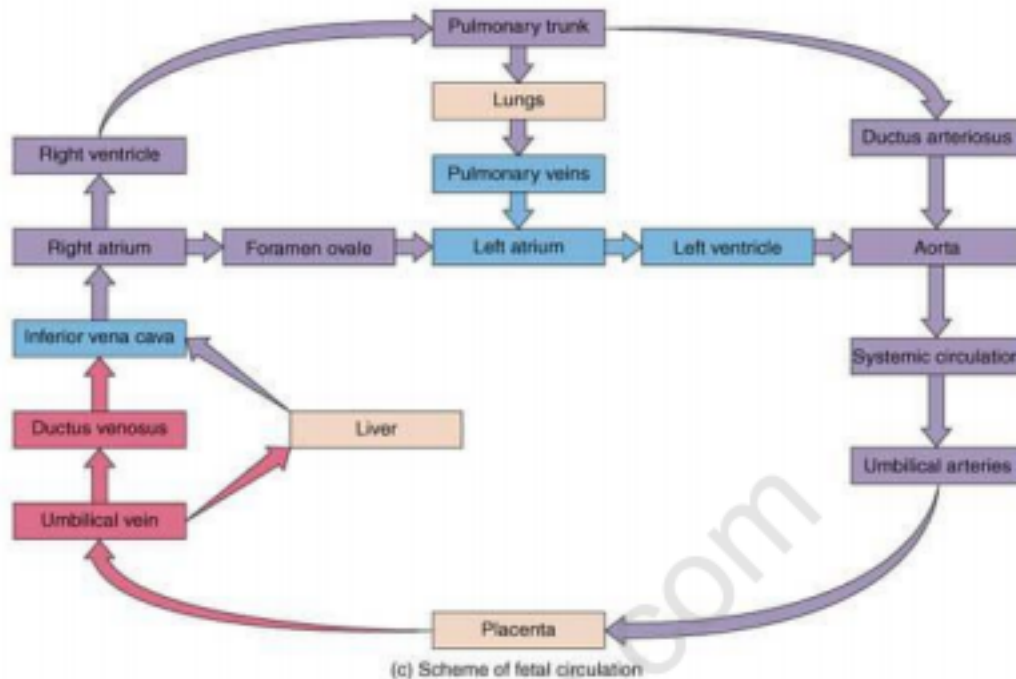 Pulmonary trunk
Lungs
Right ventricle
Ductus arteriosus
Pulmonary veins
Right atrium
Foramen ovale
Left atrium
Left ventricle
Aorta
Inferior vena cava
Systemic circulation
Ductus venosus
Liver
Umbilical arteries
Umbilical vein
Placenta
(c) Scheme of fetal circulation
com